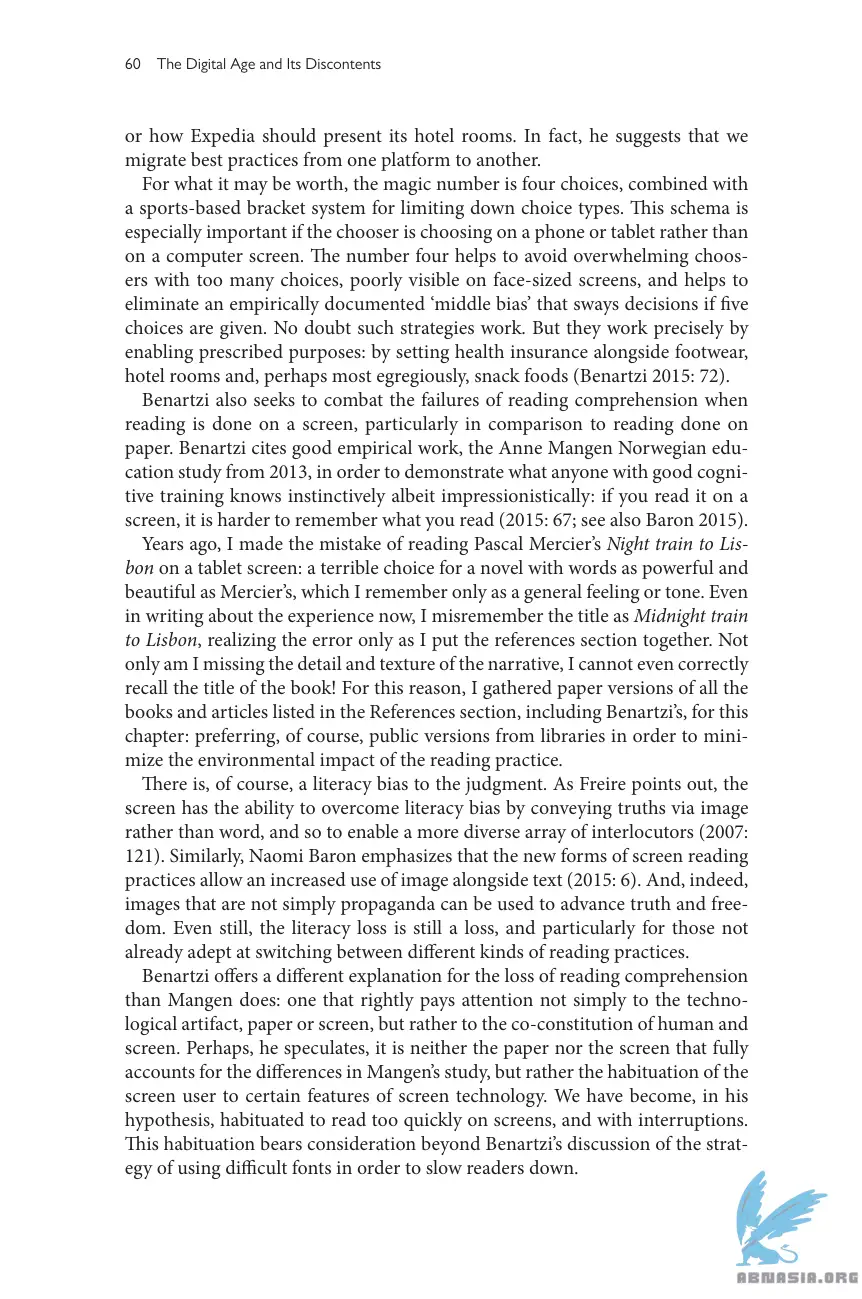 60 The Digital Age and Its Discontents
or how Expedia should present its hotel rooms. In fact, he suggests that we
migrate best practices from one platform to another.
For what it may be worth, the magic number is four choices, combined with
a sports-based bracket system for limiting down choice types. This schema is
especially important if the chooser is choosing on a phone or tablet rather than
on a computer screen. The number four helps to avoid overwhelming choos-
ers with too many choices, poorly visible on face-sized screens, and helps to
eliminate an empirically documented ‘middle bias’ that sways decisions if five
choices are given. No doubt such strategies work. But they work precisely by
enabling prescribed purposes: by setting health insurance alongside footwear,
hotel rooms and, perhaps most egregiously, snack foods (Benartzi 2015: 72).
Benartzi also seeks to combat the failures of reading comprehension when
reading is done on a screen, particularly in comparison to reading done on
paper. Benartzi cites good empirical work, the Anne Mangen Norwegian edu-
cation study from 2013, in order to demonstrate what anyone with good cogni-
tive training knows instinctively albeit impressionistically: if you read it on a
screen, it is harder to remember what you read (2015: 67; see also Baron 2015).
Years ago, I made the mistake of reading Pascal Mercier’s Night train to Lis-
bon on a tablet screen: a terrible choice for a novel with words as powerful and
beautiful as Mercier’s, which I remember only as a general feeling or tone. Even
in writing about the experience now, I misremember the title as Midnight train
to Lisbon, realizing the error only as I put the references section together. Not
only am I missing the detail and texture of the narrative, I cannot even correctly
recall the title of the book! For this reason, I gathered paper versions of all the
books and articles listed in the References section, including Benartzi’s, for this
chapter: preferring, of course, public versions from libraries in order to mini-
mize the environmental impact of the reading practice.
There is, of course, a literacy bias to the judgment. As Freire points out, the
screen has the ability to overcome literacy bias by conveying truths via image
rather than word, and so to enable a more diverse array of interlocutors (2007:
121). Similarly, Naomi Baron emphasizes that the new forms of screen reading
practices allow an increased use of image alongside text (2015: 6). And, indeed,
images that are not simply propaganda can be used to advance truth and free-
dom. Even still, the literacy loss is still a loss, and particularly for those not
already adept at switching between different kinds of reading practices.
Benartzi offers a different explanation for the loss of reading comprehension
than Mangen does: one that rightly pays attention not simply to the techno-
logical artifact, paper or screen, but rather to the co-constitution of human and
screen. Perhaps, he speculates, it is neither the paper nor the screen that fully
accounts for the differences in Mangen’s study, but rather the habituation of the
screen user to certain features of screen technology. We have become, in his
hypothesis, habituated to read too quickly on screens, and with interruptions.
This habituation bears consideration beyond Benartzi’s discussion of the strat-
egy of using difficult fonts in order to slow readers down.
ABNASIA.ORG